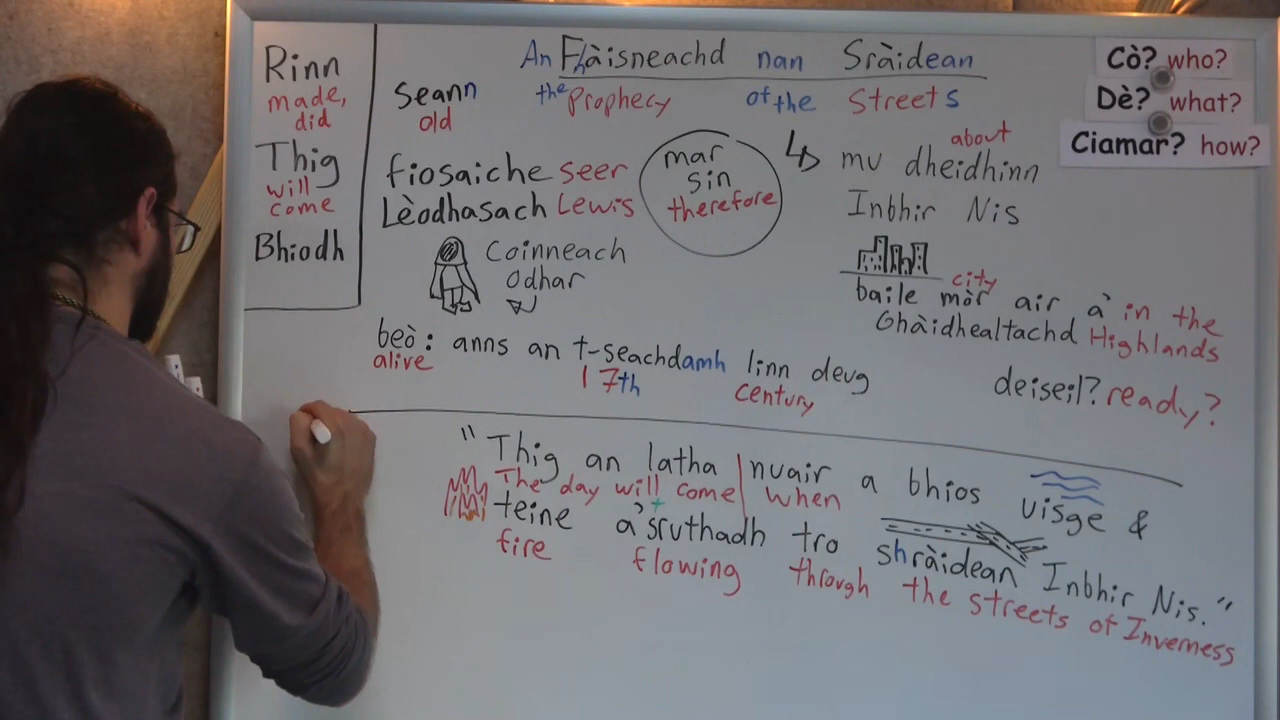 Rinn
made,
did
Thig
will
come
Bhiodh
An Fhàisneachd nan Sràidean
the Prophecy of the Streets
Seann
old
fiosaiche seer
Lèodhasach Lewis
Coinneach
Odhar
mar
sin
therefore
about
mu dheidhinn
Inbhir Nis
city
baile mòr air a' in the
Ghàidhealtachd Highlands
Cò? who?
Dè? what?
Ciamar? how?
beò: anns an t-seachdamh linn deug
alive 17th century
deiseil? ready?
"Thig an latha nuair a bhios uisge &
The day will come when
teine a' sruthadh tro shràidean Inbhir Nis."
fire flowing through the streets of Inverness